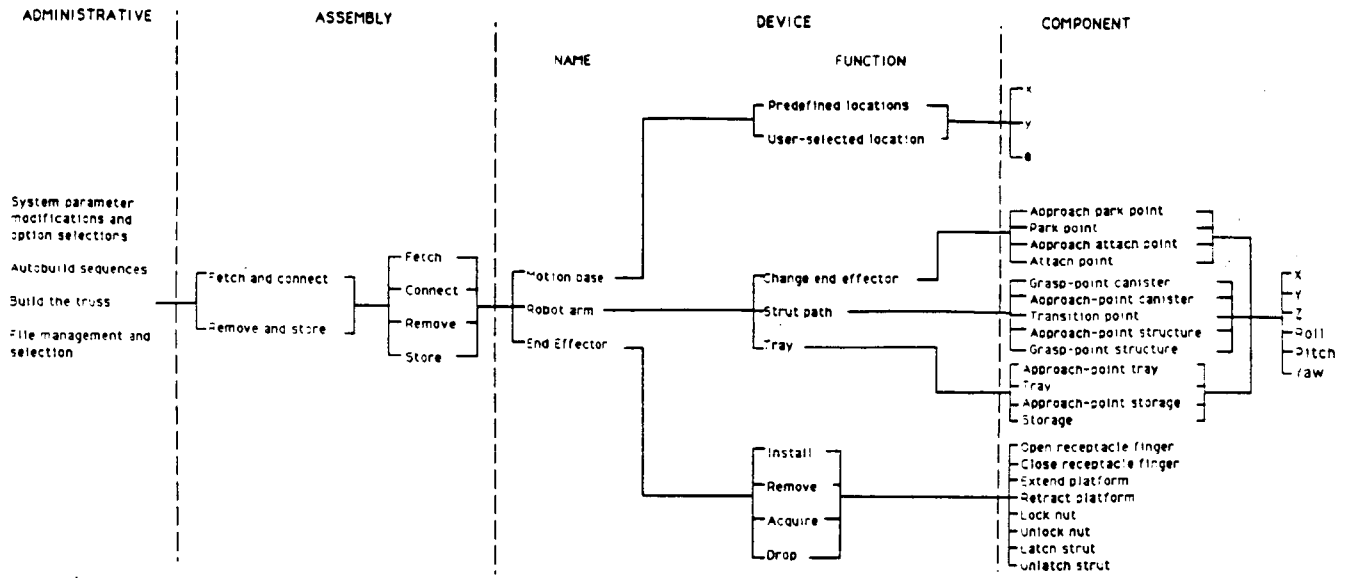 ADMINISTRATIVE
ASSEMBLY
DEVICE
COMPONENT
NAME
FUNCTION
System parameter
modifications and
option selections
Autobuild sequences
Build the truss
File management and
selection
Fetch and connect
Remove and store
Fetch
Connect
Remove
Store
Motion base
Robot arm
End Effector
Predefined locations
User-selected location
Change end effector
Strut path
Tray
Install
Remove
Acquire
Drop
x
y
θ
Approach park point
Park point
Approach attach point
Attach point
Grasp-point canister
Approach-point canister
Transition point
Approach-point structure
Grasp-point structure
Approach-point tray
Tray
Approach-point storage
Storage
Open receptacle finger
Close receptacle finger
Extend platform
Retract platform
Lock nut
Unlock nut
Latch strut
Unlatch strut
X
Y
Z
Roll
Pitch
Yaw